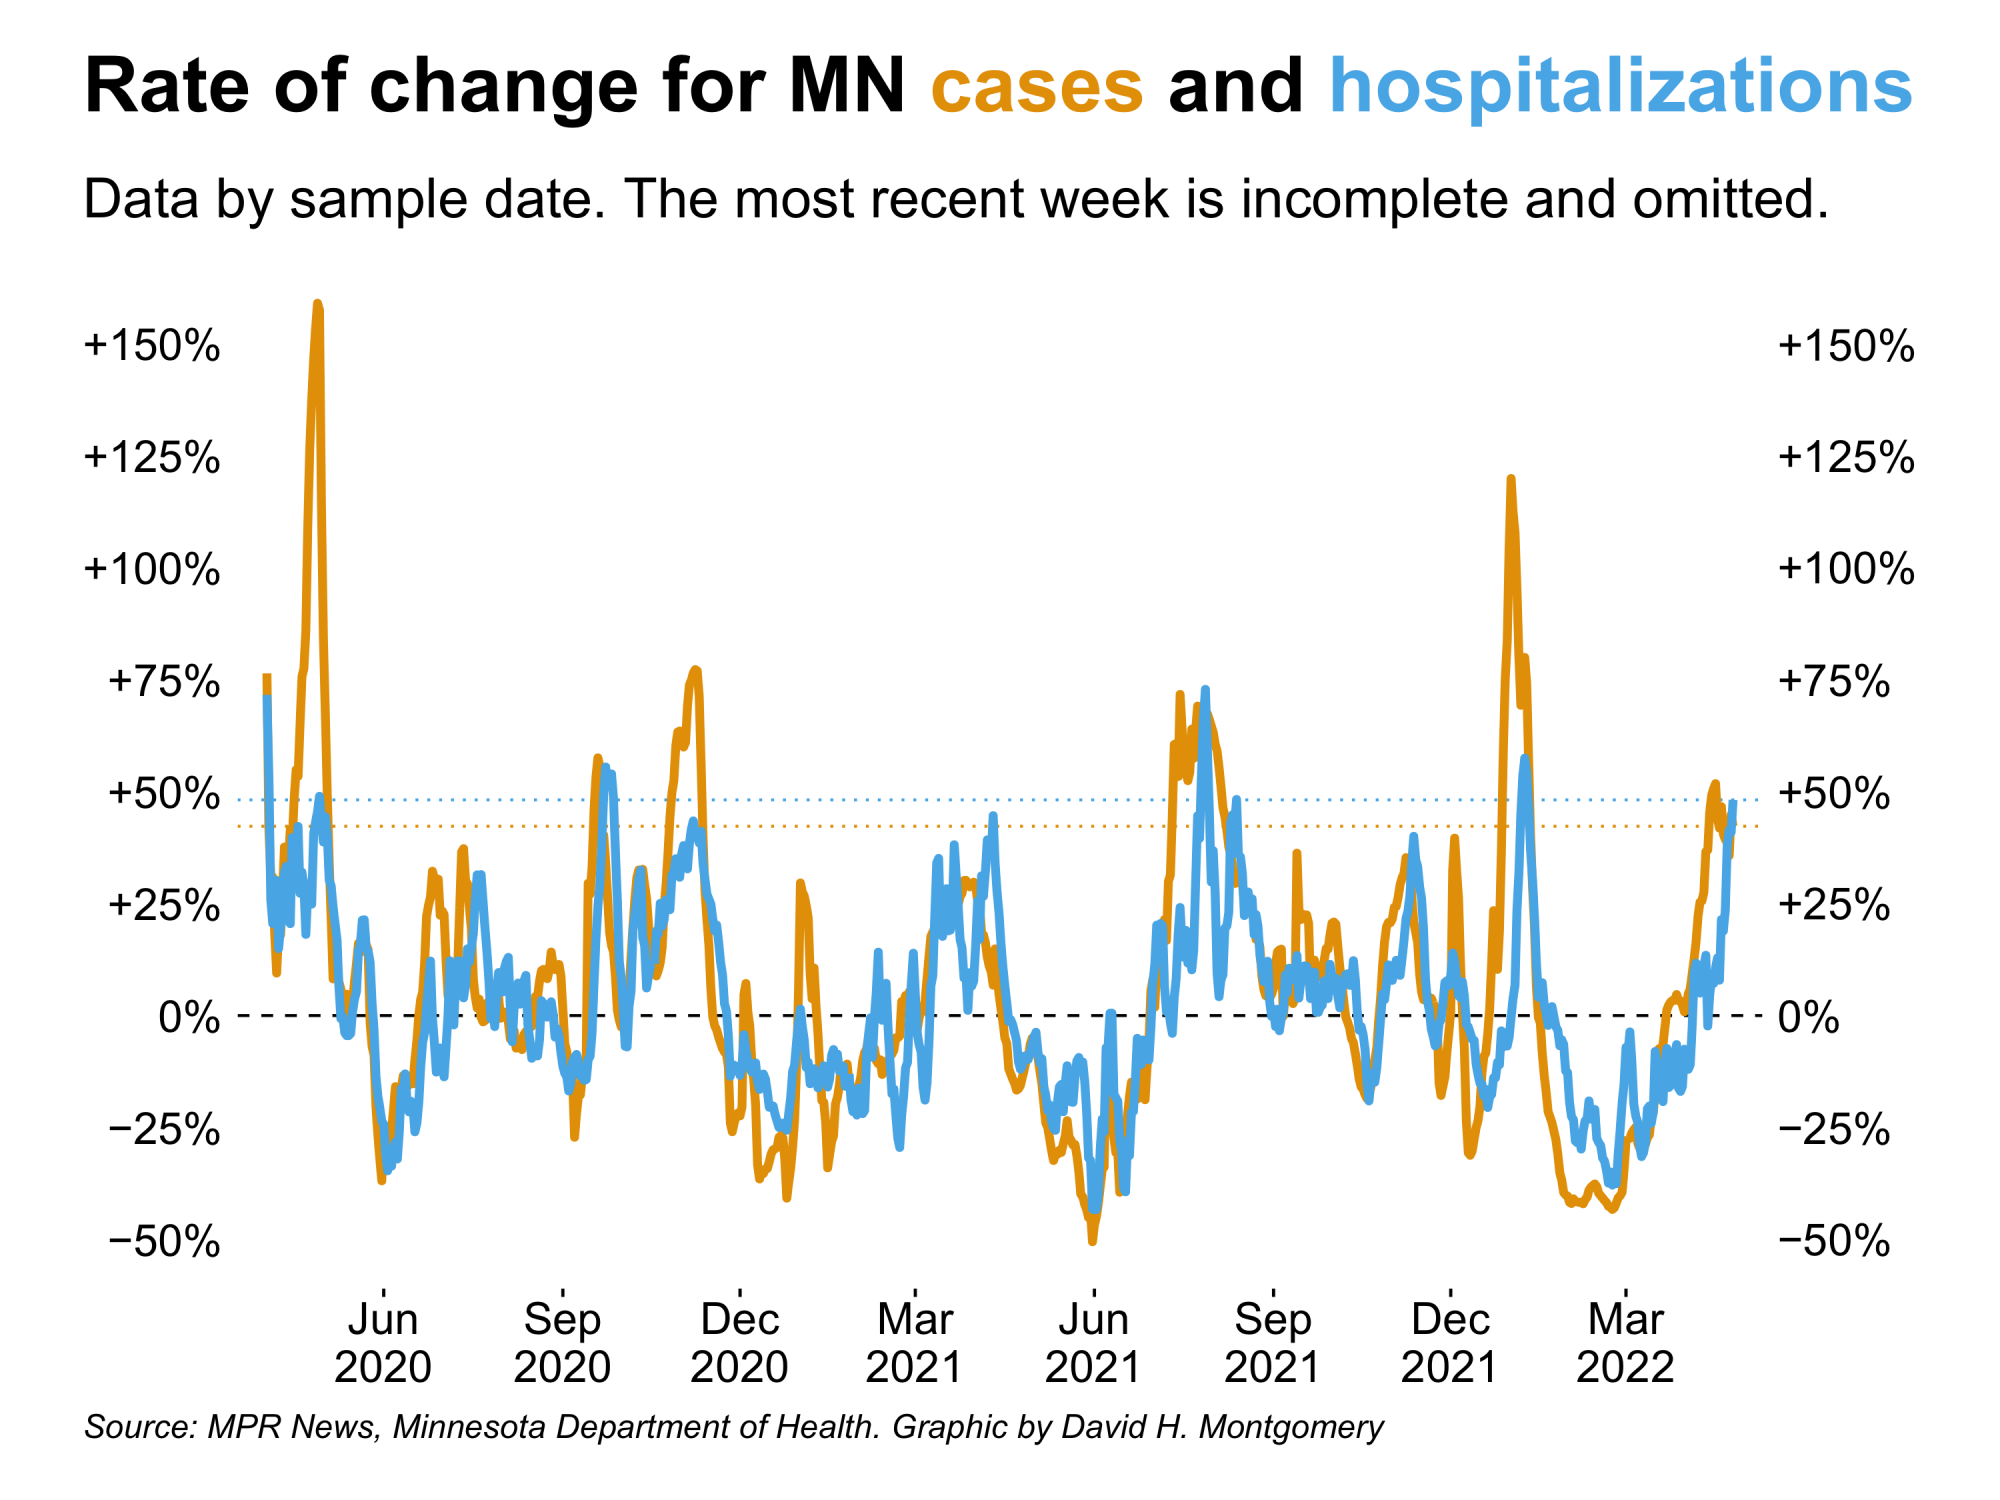 Rate of change for MN cases and hospitalizations
Data by sample date. The most recent week is incomplete and omitted.
+150% +150%
+125% +125%
+100% +100%
+75% +75%
+50% +50%
+25% +25%
0% 0%
−25% −25%
−50% −50%
Jun Sep Dec Mar Jun Sep Dec Mar
2020 2020 2020 2021 2021 2021 2021 2022
Source: MPR News, Minnesota Department of Health. Graphic by David H. Montgomery